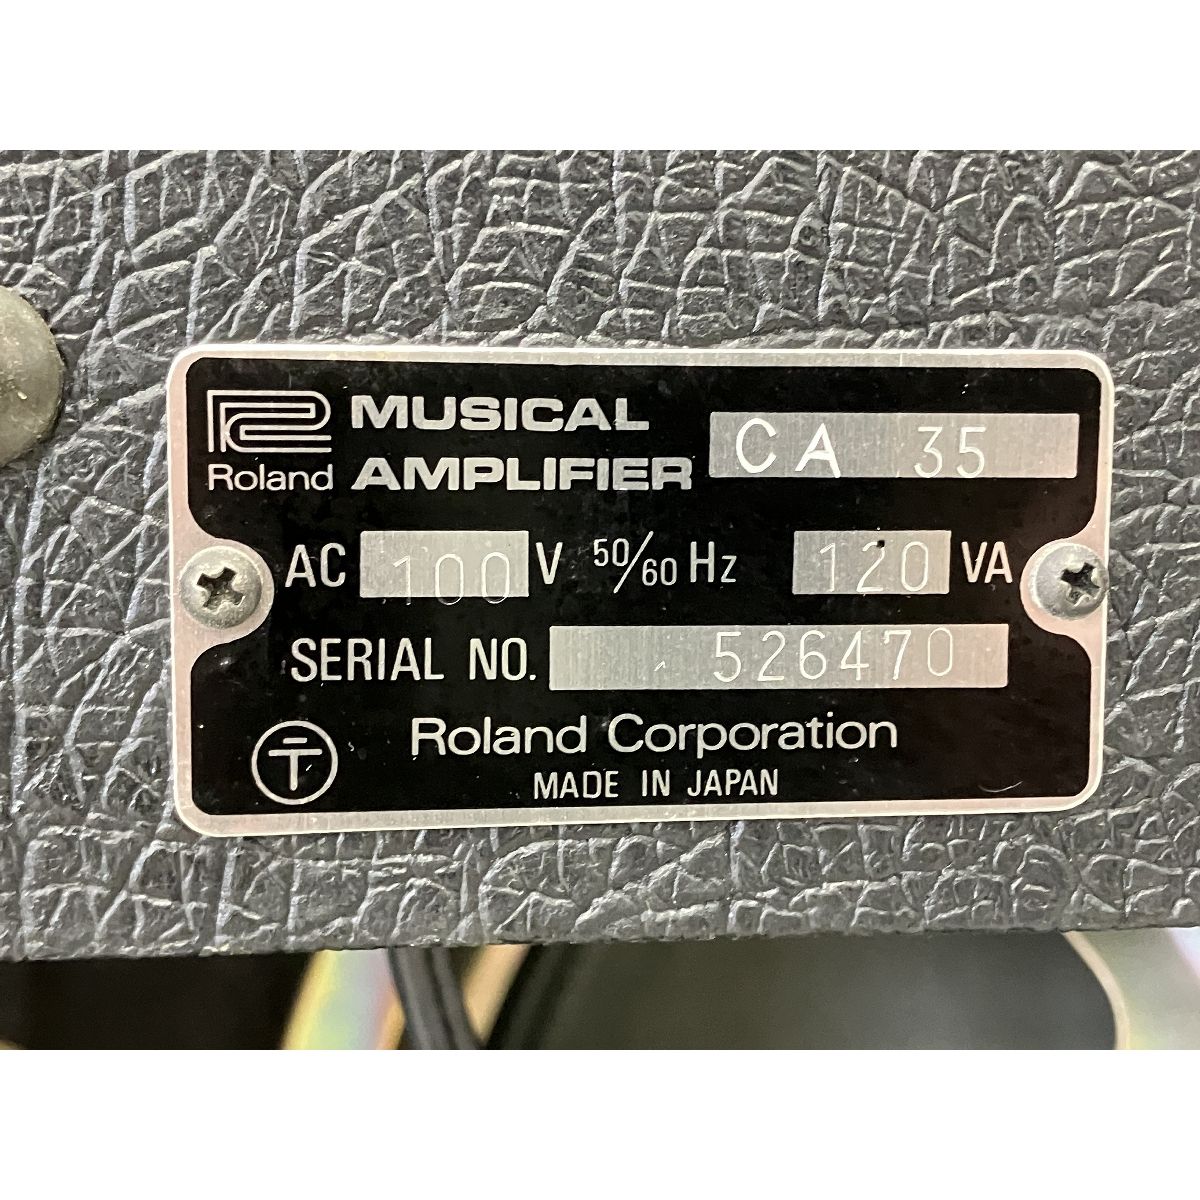 Roland MUSICAL AMPLIFIER CA 35
AC 100 V 50/60 Hz 120 VA
SERIAL NO. 526470
Roland Corporation
MADE IN JAPAN